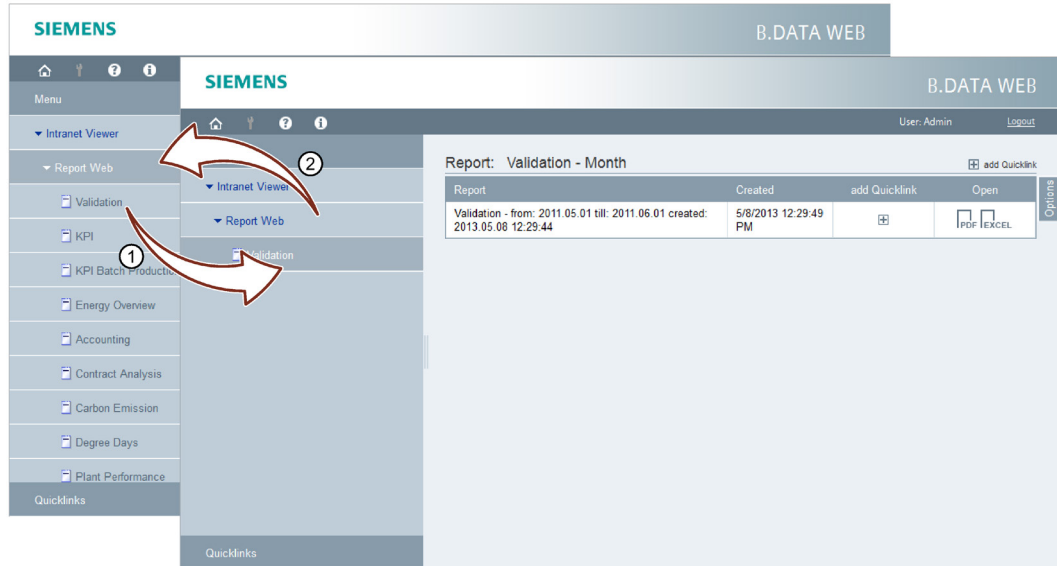 SIEMENS
B.DATA WEB
Menu
Intranet Viewer
Report Web
Validation
KPI
KPI Batch Productio
Energy Overview
Accounting
Contract Analysis
Carbon Emission
Degree Days
Plant Performance
Quicklinks
1
2
SIEMENS
B.DATA WEB
User: Admin
Logout
Intranet Viewer
Report Web
Validation
Quicklinks
Report: Validation - Month
add Quicklink
Report Created add Quicklink Open
Validation - from: 2011.05.01 till: 2011.06.01 created:
2013.05.08 12:29:44
5/8/2013 12:29:49
PM
PDF EXCEL
Options